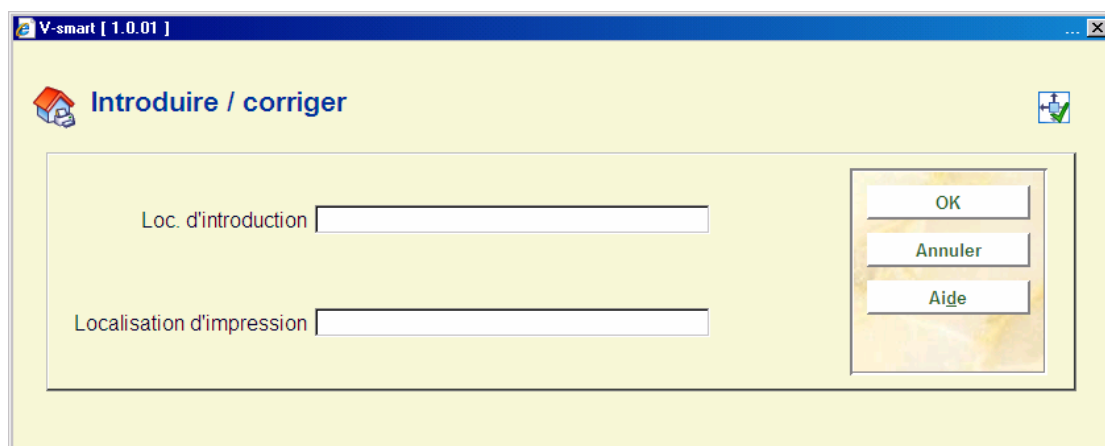 V-smart [ 1.0.01 ]
...
Introduire / corriger
Loc. d'introduction
OK
Annuler
Aide
Localisation d'impression